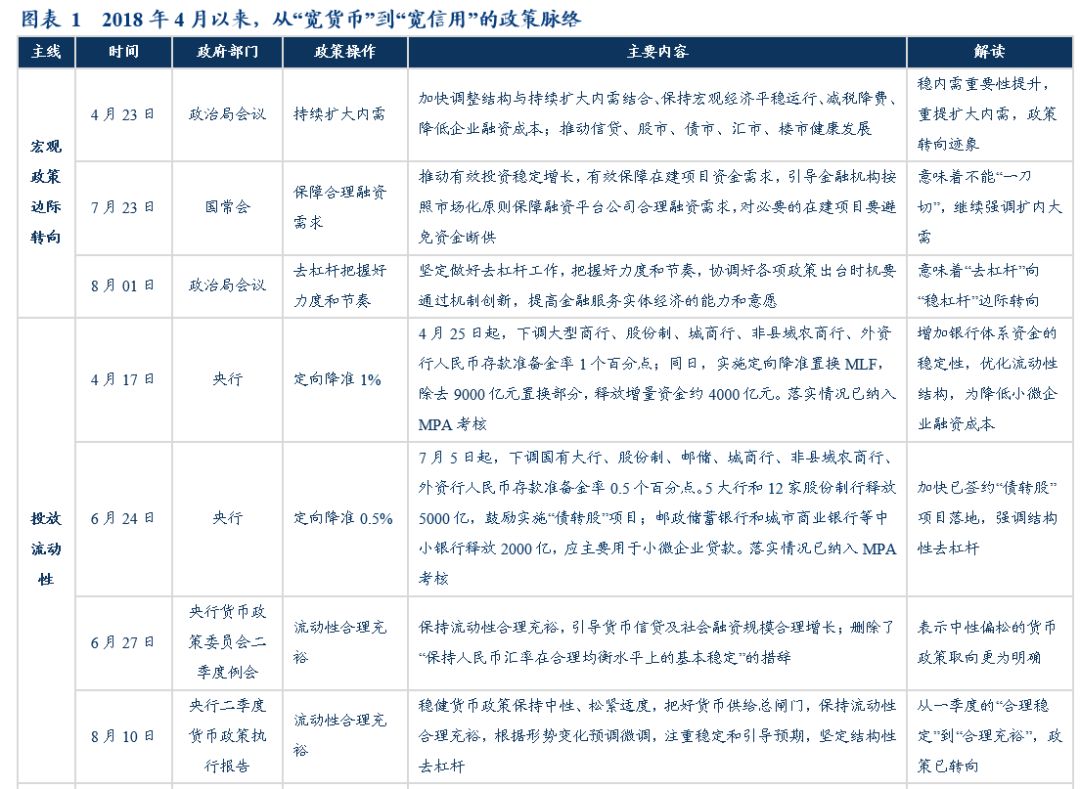 图表 1 2018 年 4 月以来，从“宽货币”到“宽信用”的政策脉络
主线 时间 政府部门 政策操作 主要内容 解读
宏观
政策
边际
转向
4 月 23 日
政治局会议
持续扩大内需
加快调整结构与持续扩大内需结合、保持宏观经济平稳运行、减税降费、
降低企业融资成本；推动信贷、股市、债市、汇市、楼市健康发展
稳内需重要性提升，
重提扩大内需，政策
转向迹象
7 月 23 日
国常会
保障合理融资
需求
推动有效投资稳定增长，有效保障在建项目资金需求，引导金融机构按
照市场化原则保障融资平台公司合理融资需求，对必要的在建项目要避
免资金断供
意味着不能“一刀
切”，继续强调扩内大
需
8 月 01 日
政治局会议
去杠杆把握好
力度和节奏
坚定做好去杠杆工作，把握好力度和节奏，协调好各项政策出台时机要
通过机制创新，提高金融服务实体经济的能力和意愿
意味着“去杠杆”向
“稳杠杆”边际转向
投放
流动
性
4 月 17 日
央行
定向降准 1%
4 月 25 日起，下调大型商行、股份制、城商行、非县域农商行、外资
行人民币存款准备金率 1 个百分点；同日，实施定向降准置换 MLF，
除去 9000 亿元置换部分，释放增量资金约 4000 亿元。落实情况已纳入
MPA 考核
增加银行体系资金的
稳定性，优化流动性
结构，为降低小微企
业融资成本
6 月 24 日
央行
定向降准 0.5%
7 月 5 日起，下调国有大行、股份制、邮储、城商行、非县域农商行、
外资行人民币存款准备金率 0.5 个百分点。5 大行和 12 家股份制行释放
5000 亿，鼓励实施“债转股”项目；邮政储蓄银行和城市商业银行等中
小银行释放 2000 亿，应主要用于小微企业贷款。落实情况已纳入 MPA
考核
加快已签约“债转股”
项目落地，强调结构
性去杠杆
6 月 27 日
央行货币政
策委员会二
季度例会
流动性合理充
裕
保持流动性合理充裕，引导货币信贷及社会融资规模合理增长；删除了
“保持人民币汇率在合理均衡水平上的基本稳定”的措辞
表示中性偏松的货币
政策取向更为明确
8 月 10 日
央行二季度
货币政策执
行报告
流动性合理充
裕
稳健货币政策保持中性、松紧适度，把好货币供给总闸门，保持流动性
合理充裕，根据形势变化预调微调，注重稳定和引导预期，坚定结构性
去杠杆
从一季度的“合理稳
定”到“合理充裕”，政
策已转向